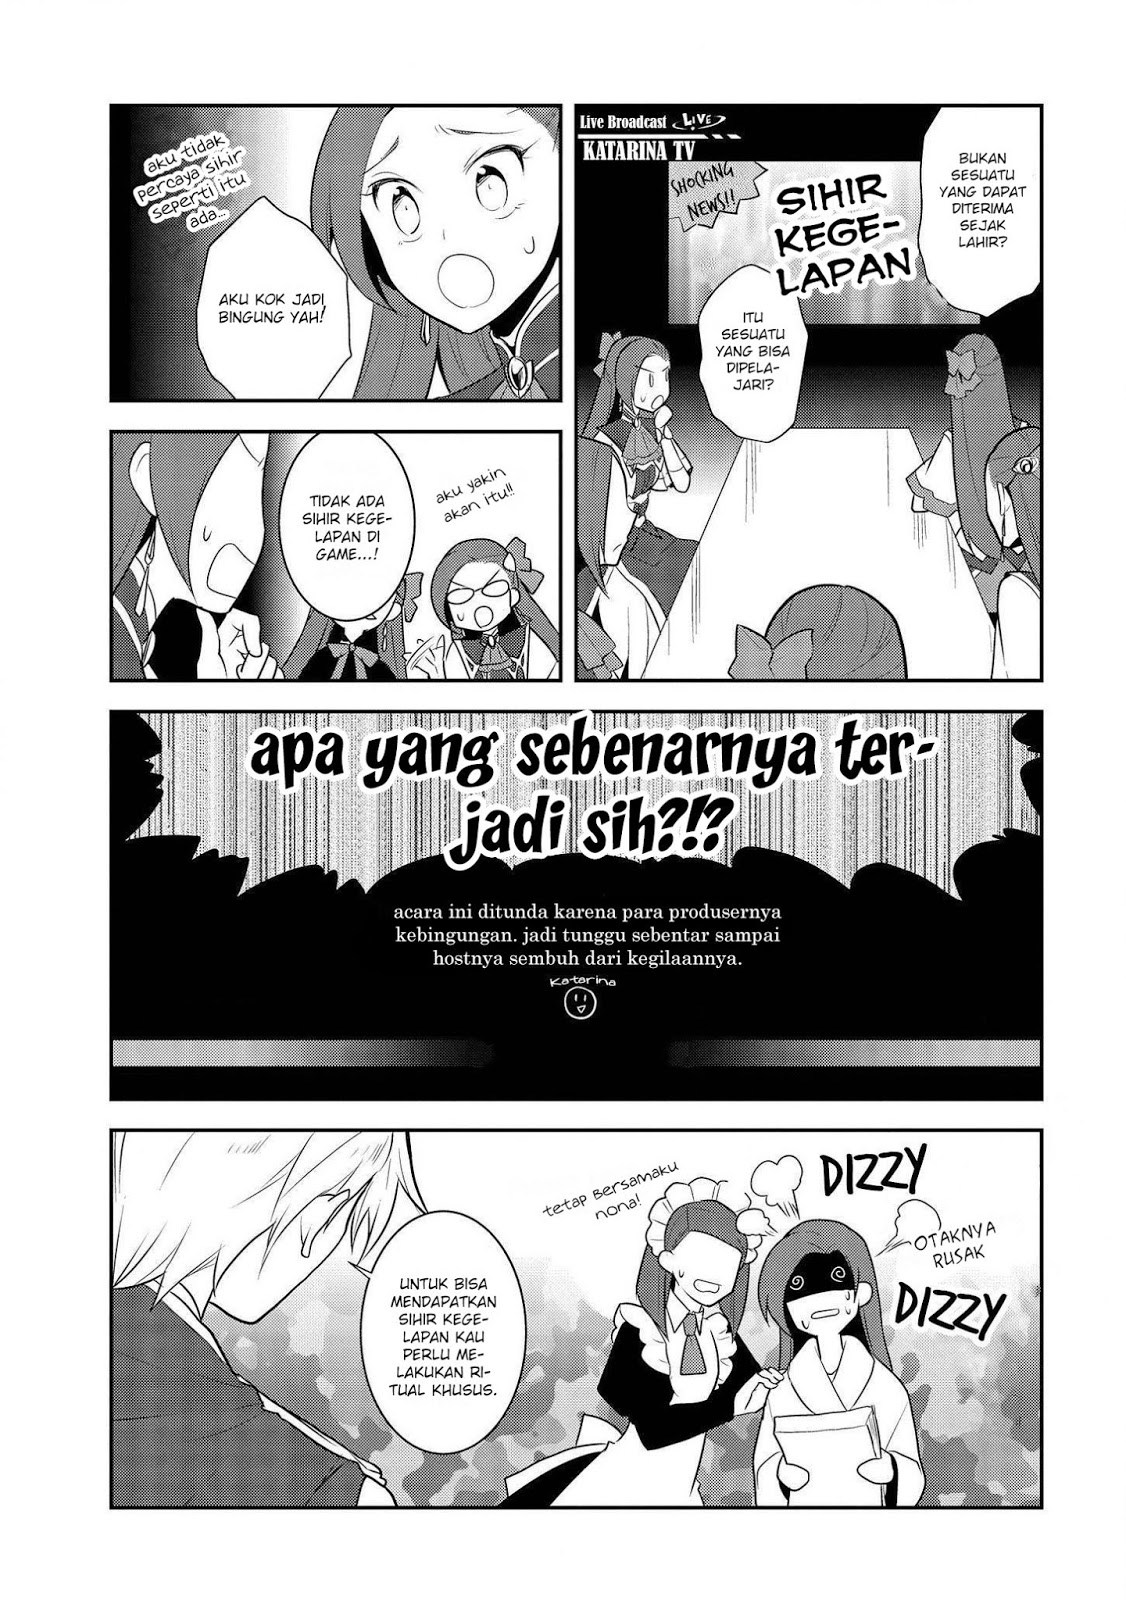 Live Broadcast LIVE
KATARINA TV
SHOCKING
NEWS!!
SIHIR
KEGE-
LAPAN
BUKAN
SESUATU
YANG DAPAT
DITERIMA
SEJAK
LAHIR?
ITU
SESUATU
YANG BISA
DIPELA-
JARI?
aku tidak
percaya sihir
seperti itu
ada...
AKU KOK JADI
BINGUNG YAH!
aku yakin
akan itu!!
TIDAK ADA
SIHIR KEGE-
LAPAN DI
GAME...!
apa yang sebenarnya ter-
jadi sih?!?
acara ini ditunda karena para produsernya
kebingungan. jadi tunggu sebentar sampai
hostnya sembuh dari kegilaannya.
Katarina
DIZZY
OTAKNYA
RUSAK
DIZZY
tetap bersamaku
nona!
UNTUK BISA
MENDAPATKAN
SIHIR KEGE-
LAPAN KAU
PERLU ME-
LAKUKAN RI-
TUAL KHUSUS.